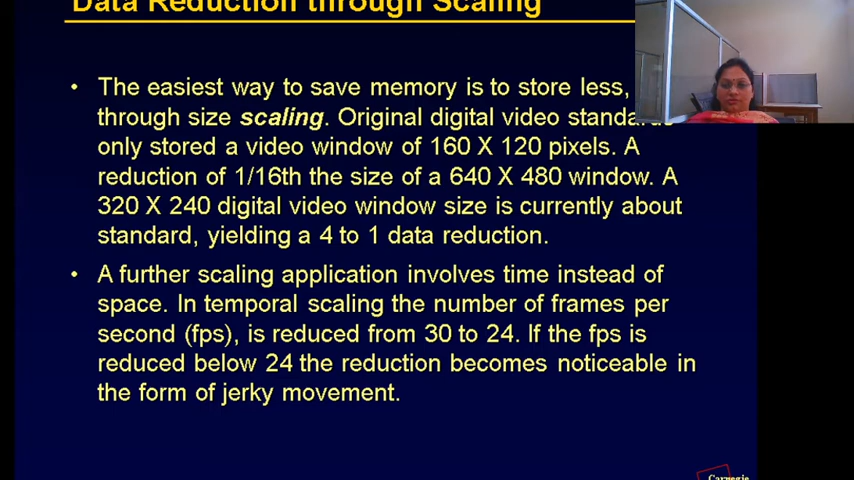 Data Reduction through Scaling
• The easiest way to save memory is to store less,
through size scaling. Original digital video standards
only stored a video window of 160 X 120 pixels. A
reduction of 1/16th the size of a 640 X 480 window. A
320 X 240 digital video window size is currently about
standard, yielding a 4 to 1 data reduction.
• A further scaling application involves time instead of
space. In temporal scaling the number of frames per
second (fps), is reduced from 30 to 24. If the fps is
reduced below 24 the reduction becomes noticeable in
the form of jerky movement.
Carnegie